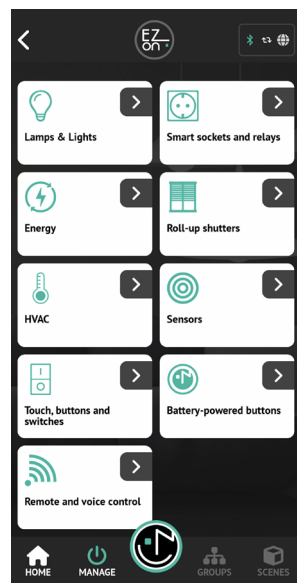 EZ
on
Lamps & Lights
Smart sockets and relays
Energy
Roll-up shutters
HVAC
Sensors
Touch, buttons and
switches
Battery-powered buttons
Remote and voice control
HOME
MANAGE
GROUPS
SCENES